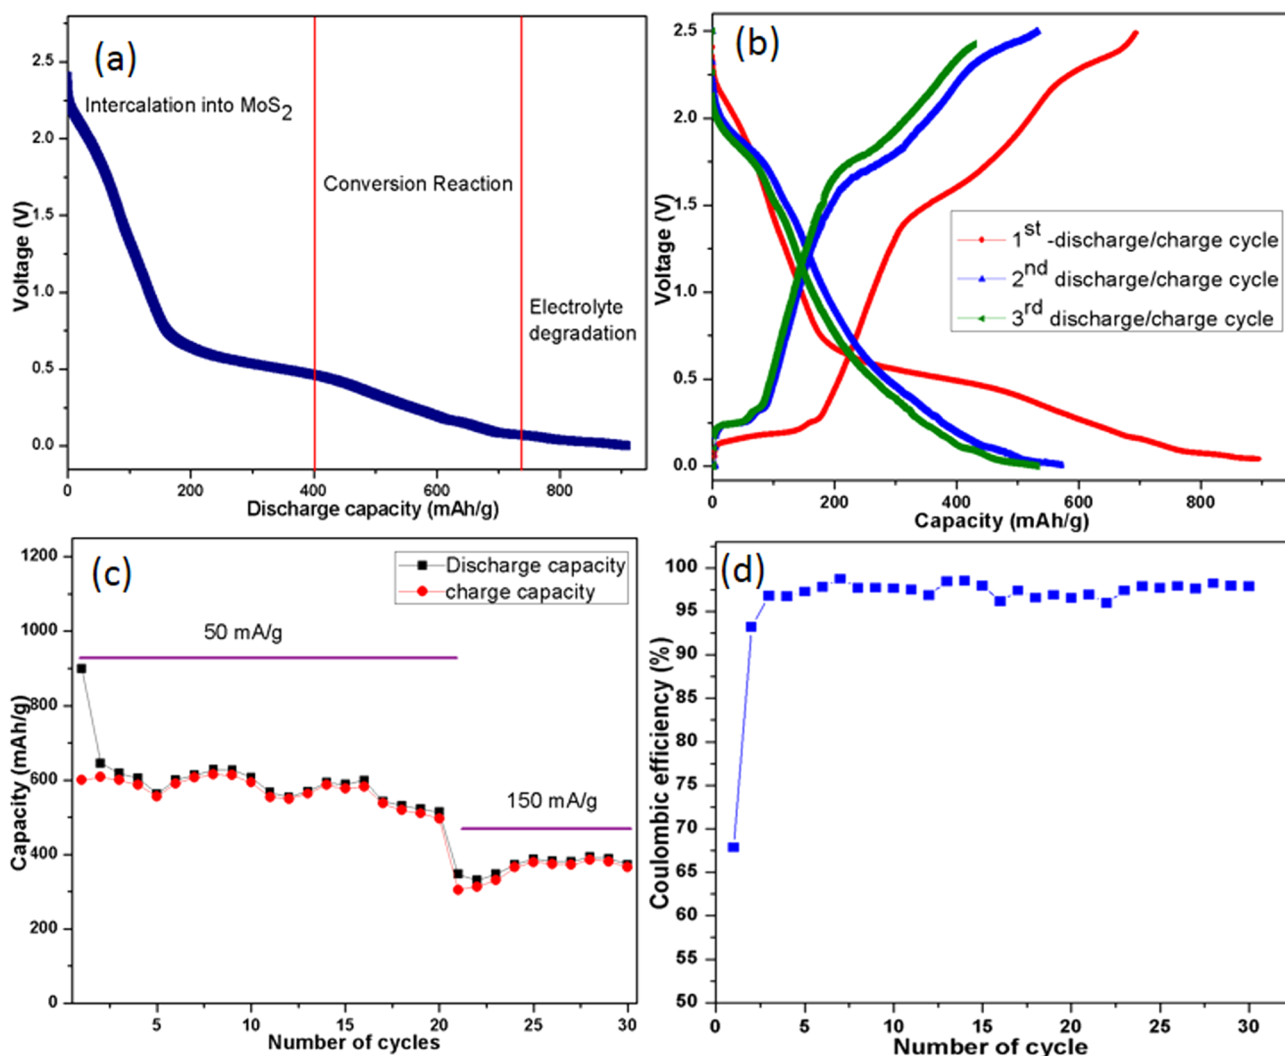 (a)
Voltage (V)
2.5
2.0
1.5
1.0
0.5
0.0
Intercalation into MoS2
Conversion Reaction
Electrolyte
degradation
0
200
400
600
800
Discharge capacity (mAh/g)
(b)
Voltage (V)
2.5
2.0
1.5
1.0
0.5
0.0
1st -discharge/charge cycle
2nd discharge/charge cycle
3rd discharge/charge cycle
0
200
400
600
800
Capacity (mAh/g)
(c)
Capacity (mAh/g)
1200
1000
800
600
400
200
0
Discharge capacity
charge capacity
50 mA/g
150 mA/g
5
10
15
20
25
30
Number of cycles
(d)
Coulombic efficiency (%)
100
95
90
85
80
75
70
65
60
55
50
0
5
10
15
20
25
30
Number of cycle